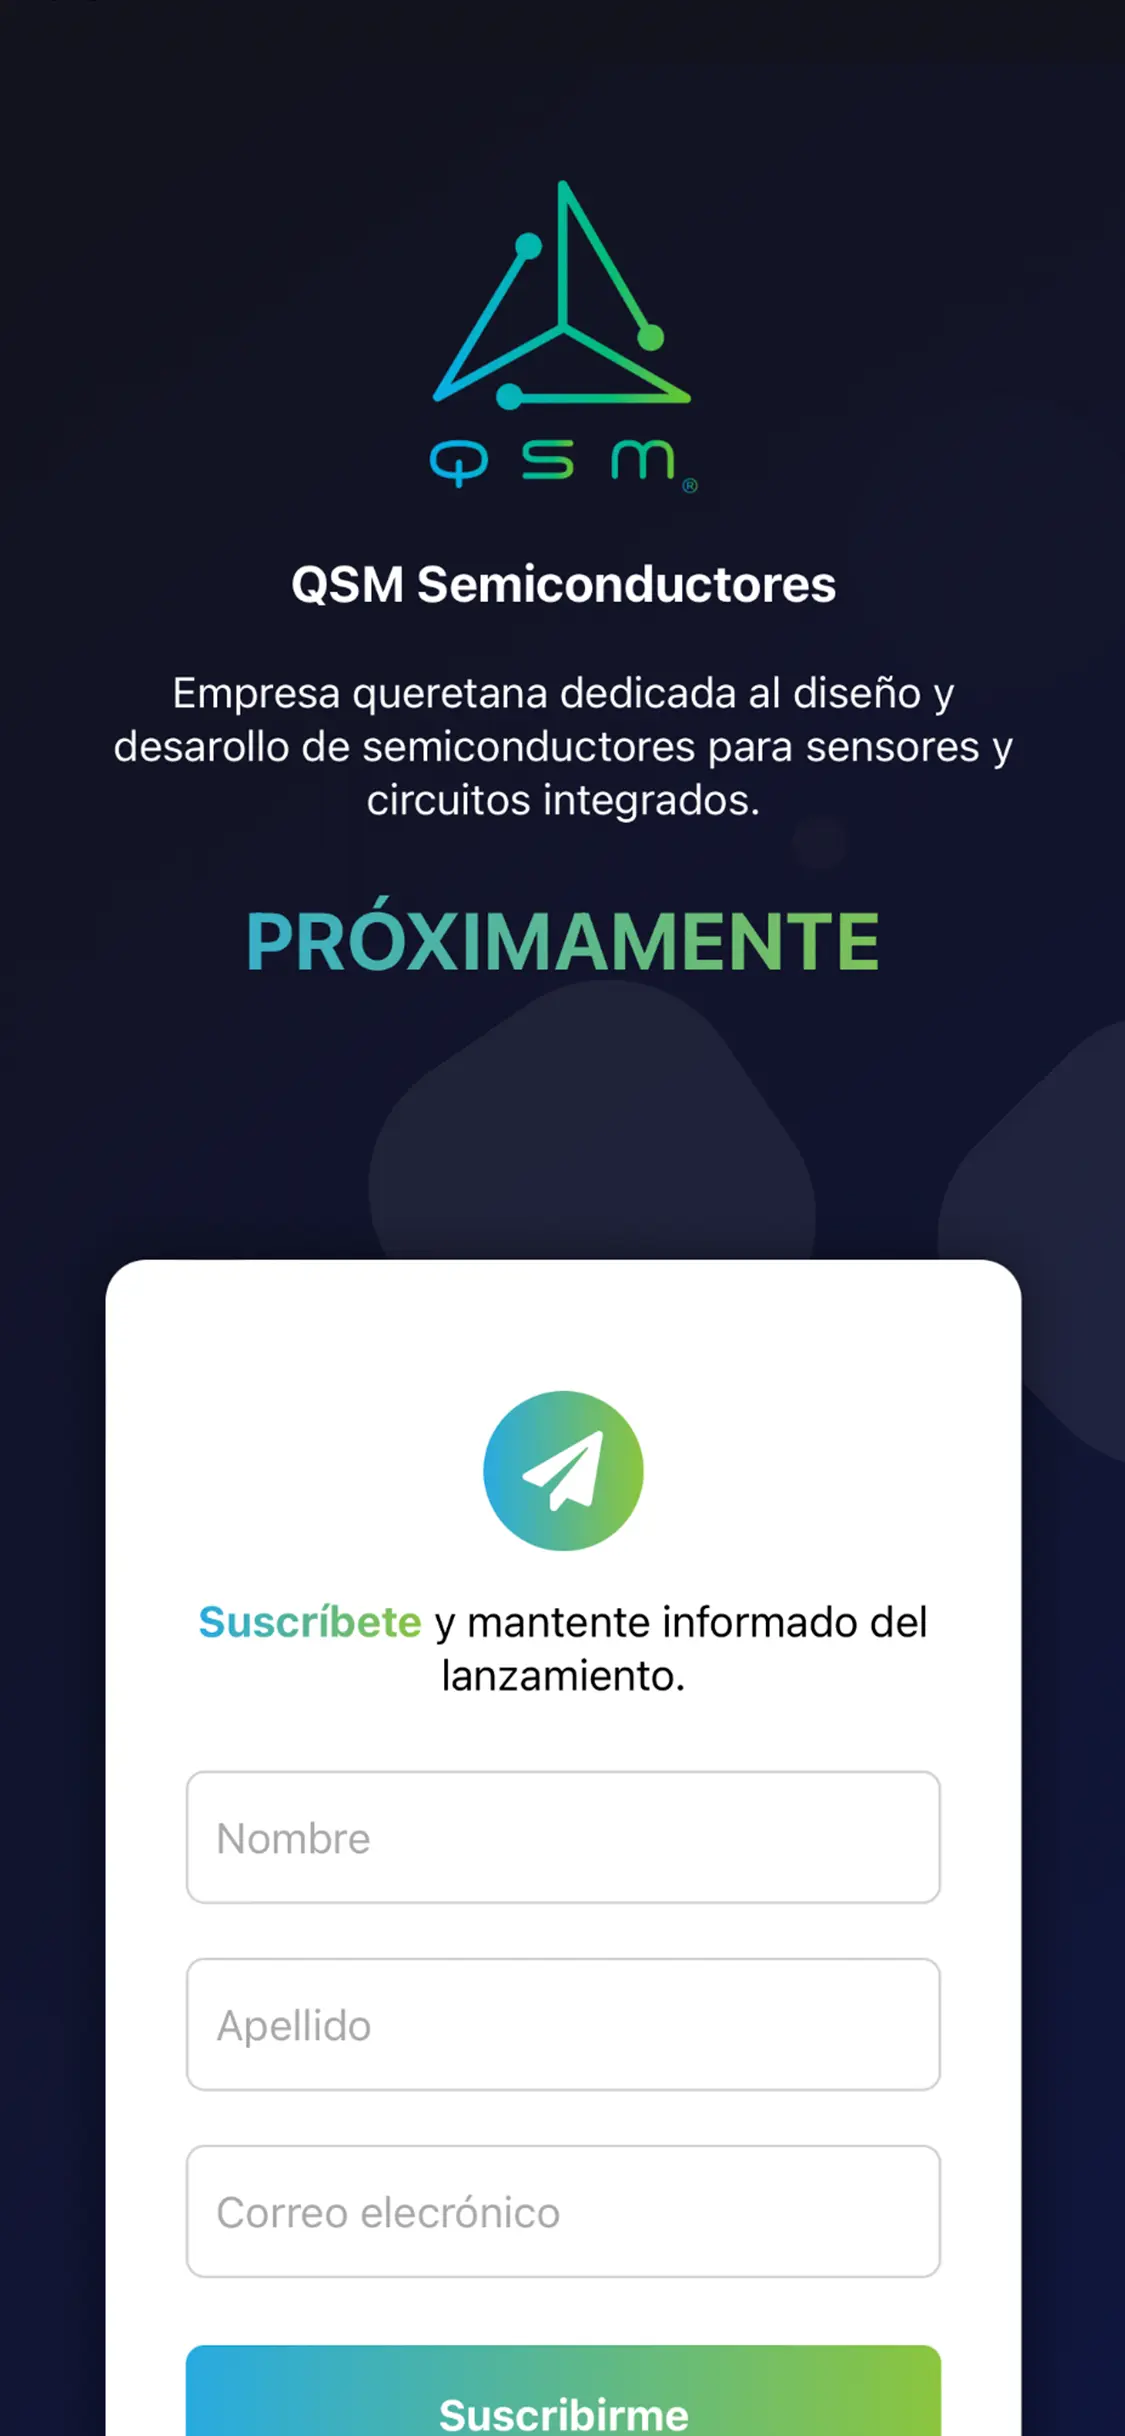 QSM®
QSM Semiconductores
Empresa queretana dedicada al diseño y
desarollo de semiconductores para sensores y
circuitos integrados.
PRÓXIMAMENTE
Suscríbete y mantente informado del
lanzamiento.
Nombre
Apellido
Correo elecrónico
Suscribirme